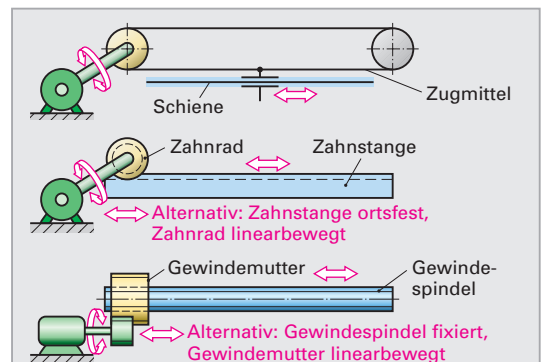 Schiene
Zugmittel
Zahnrad
Zahnstange
Alternativ: Zahnstange ortsfest,
Zahnrad linearbewegt
Gewindemutter
Gewinde-
spindel
Alternativ: Gewindespindel fixiert,
Gewindemutter linearbewegt